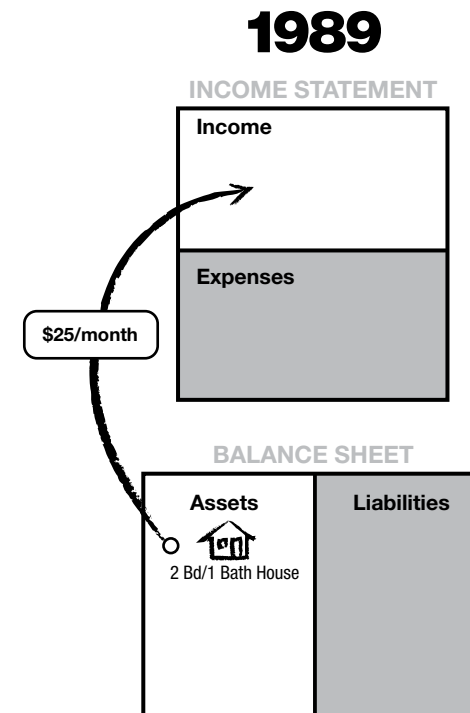 1989
INCOME STATEMENT
Income
Expenses
$25/month
BALANCE SHEET
Assets
Liabilities
2 Bd/1 Bath House